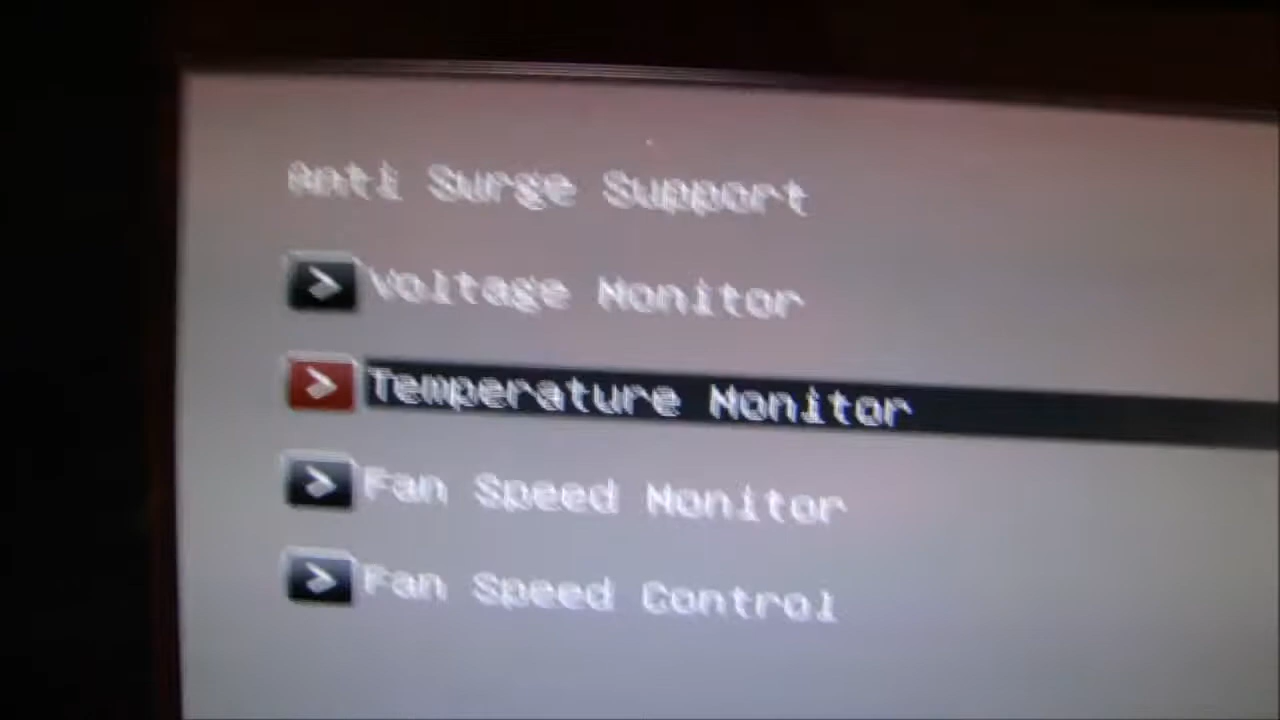 Anti Surge Support
Voltage Monitor
Temperature Monitor
Fan Speed Monitor
Fan Speed Control